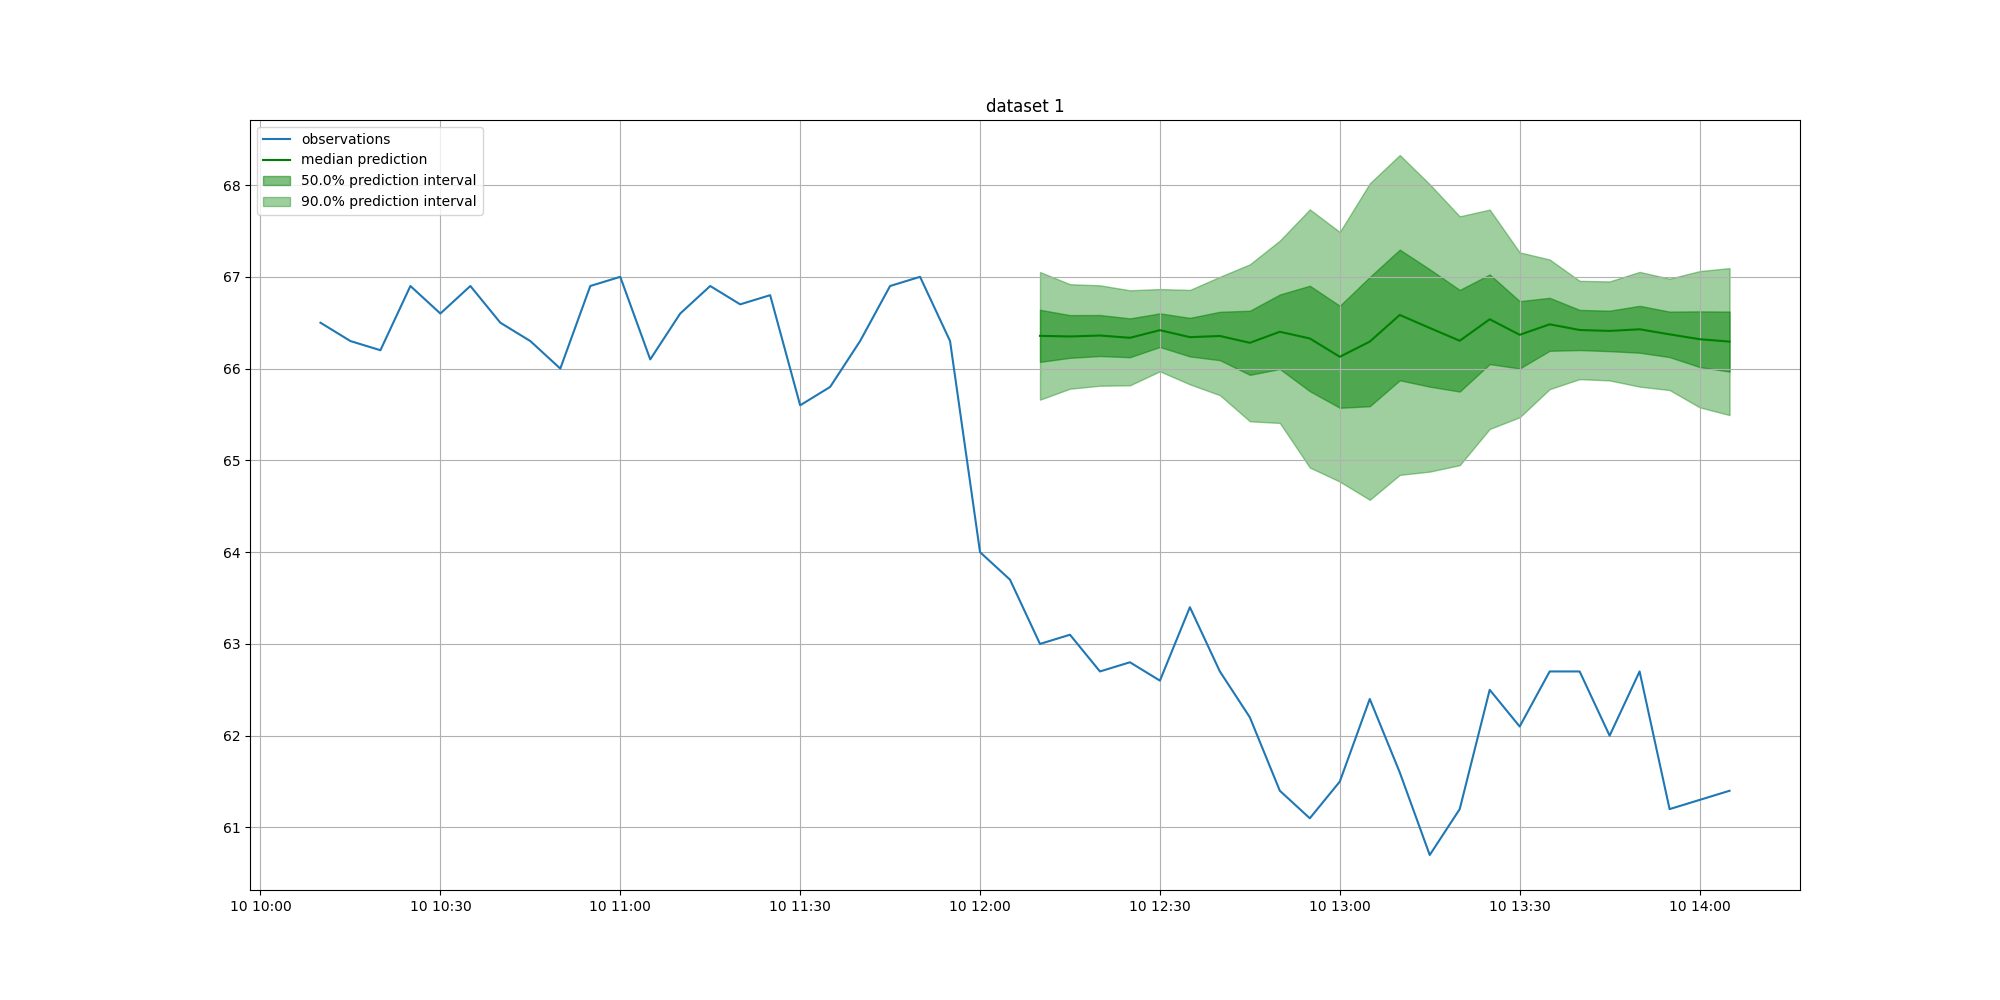 dataset 1
observations
median prediction
50.0% prediction interval
90.0% prediction interval
68
67
66
65
64
63
62
61
10 10:00 10 10:30 10 11:00 10 11:30 10 12:00 10 12:30 10 13:00 10 13:30 10 14:00